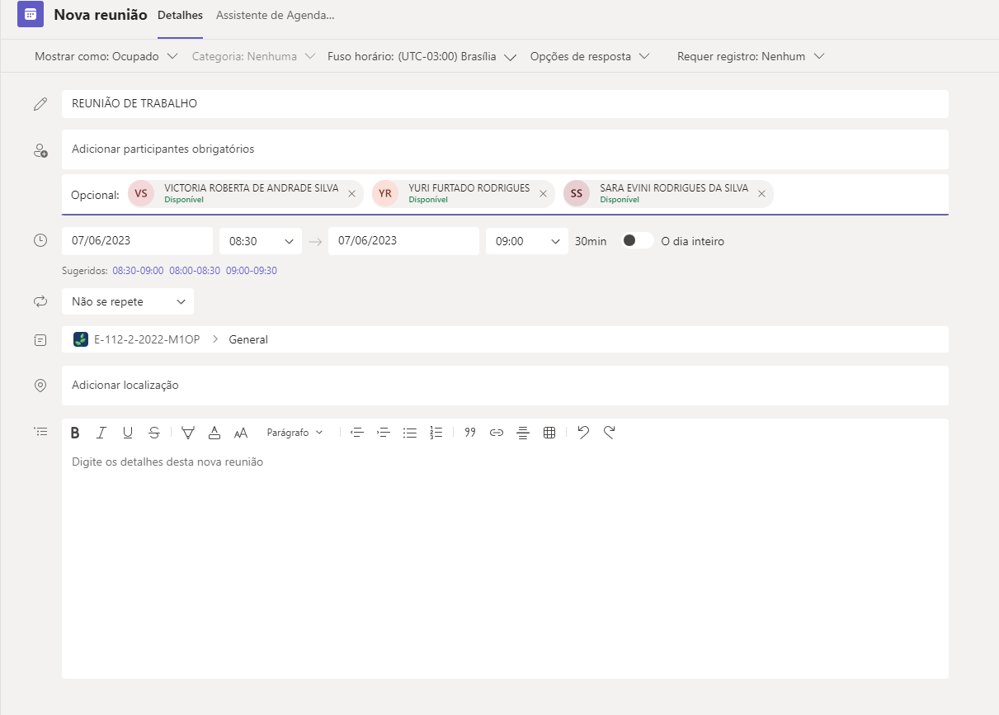 Nova reunião Detalhes Assistente de Agenda...
Mostrar como: Ocupado Categoria: Nenhuma Fuso horário: (UTC-03:00) Brasília Opções de resposta Requer registro: Nenhum
REUNIÃO DE TRABALHO
Adicionar participantes obrigatórios
Opcional: VS VICTORIA ROBERTA DE ANDRADE SILVA YR YURI FURTADO RODRIGUES SS SARA EVINI RODRIGUES DA SILVA
Disponível Disponível Disponível
07/06/2023 08:30 07/06/2023 09:00 30min O dia inteiro
Sugeridos: 08:30-09:00 08:00-08:30 09:00-09:30
Não se repete
E-112-2-2022-M1OP General
Adicionar localização
B I U S A AA Parágrafo
Digite os detalhes desta nova reunião